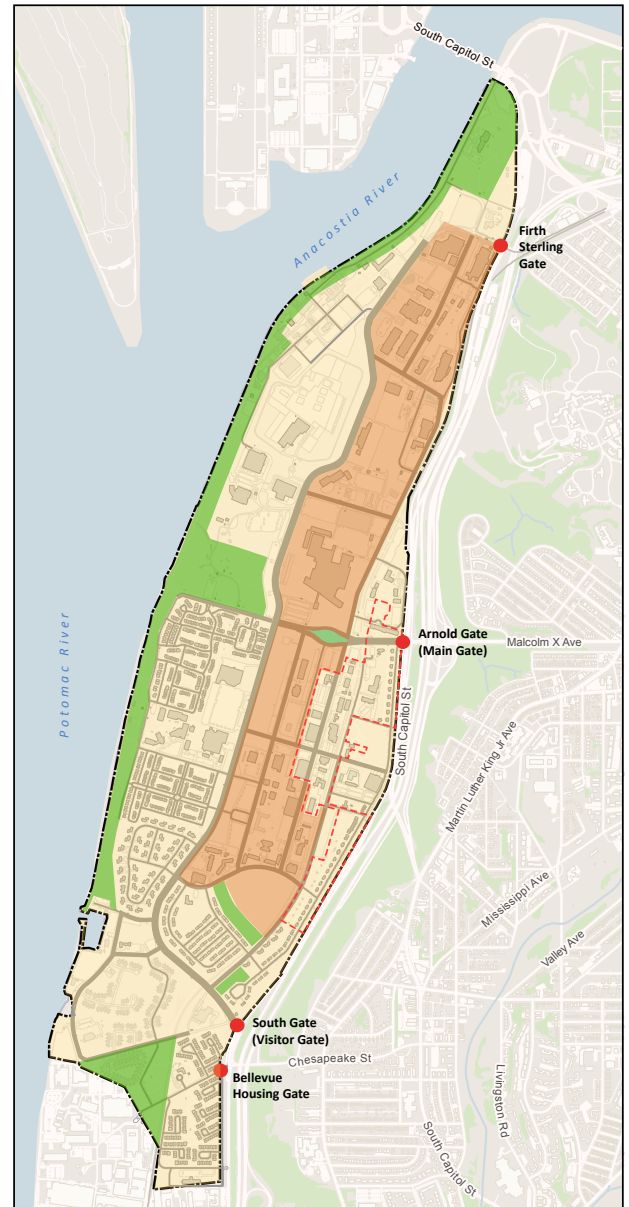 South Capitol St
Anacostia River
Firth
Sterling
Gate
Arnold Gate
(Main Gate)
Malcolm X Ave
Potomac River
South Capitol St
Martin Luther King Jr Ave
Mississippi Ave
Valley Ave
South Gate
(Visitor Gate)
Chesapeake St
Bellevue
Housing Gate
Livingston Rd
South Capitol St